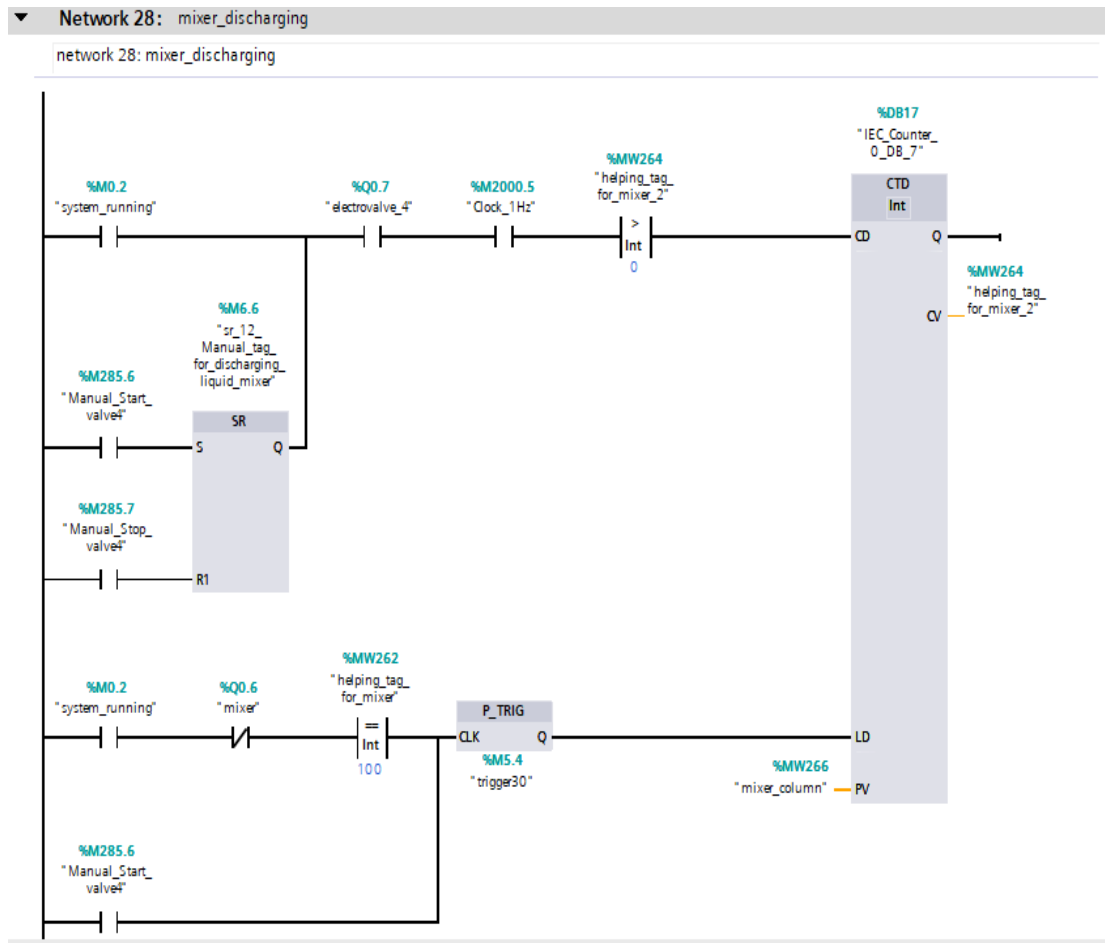 Network 28: mixer_discharging
network 28: mixer_discharging
%DB17
"IEC_Counter_
0_DB_7"
CTD
Int
%M0.2
"system_running"
%Q0.7
"electrovalve_4"
%M2000.5
"Clock_1Hz"
%MW264
"helping_tag_
for_mixer_2"
>
Int
0
CD
Q
%MW264
"helping_tag_
for_mixer_2"
CV
%M6.6
"sr_12_
Manual_tag_
for_discharging_
liquid_mixer"
SR
%M285.6
"Manual_Start_
valve4"
S
Q
%M285.7
"Manual_Stop_
valve4"
R1
%M0.2
"system_running"
%Q0.6
"mixer"
%MW262
"helping_tag_
for_mixer"
==
Int
100
P_TRIG
CLK
Q
%M5.4
"trigger30"
LD
%MW266
"mixer_column"
PV
%M285.6
"Manual_Start_
valve4"